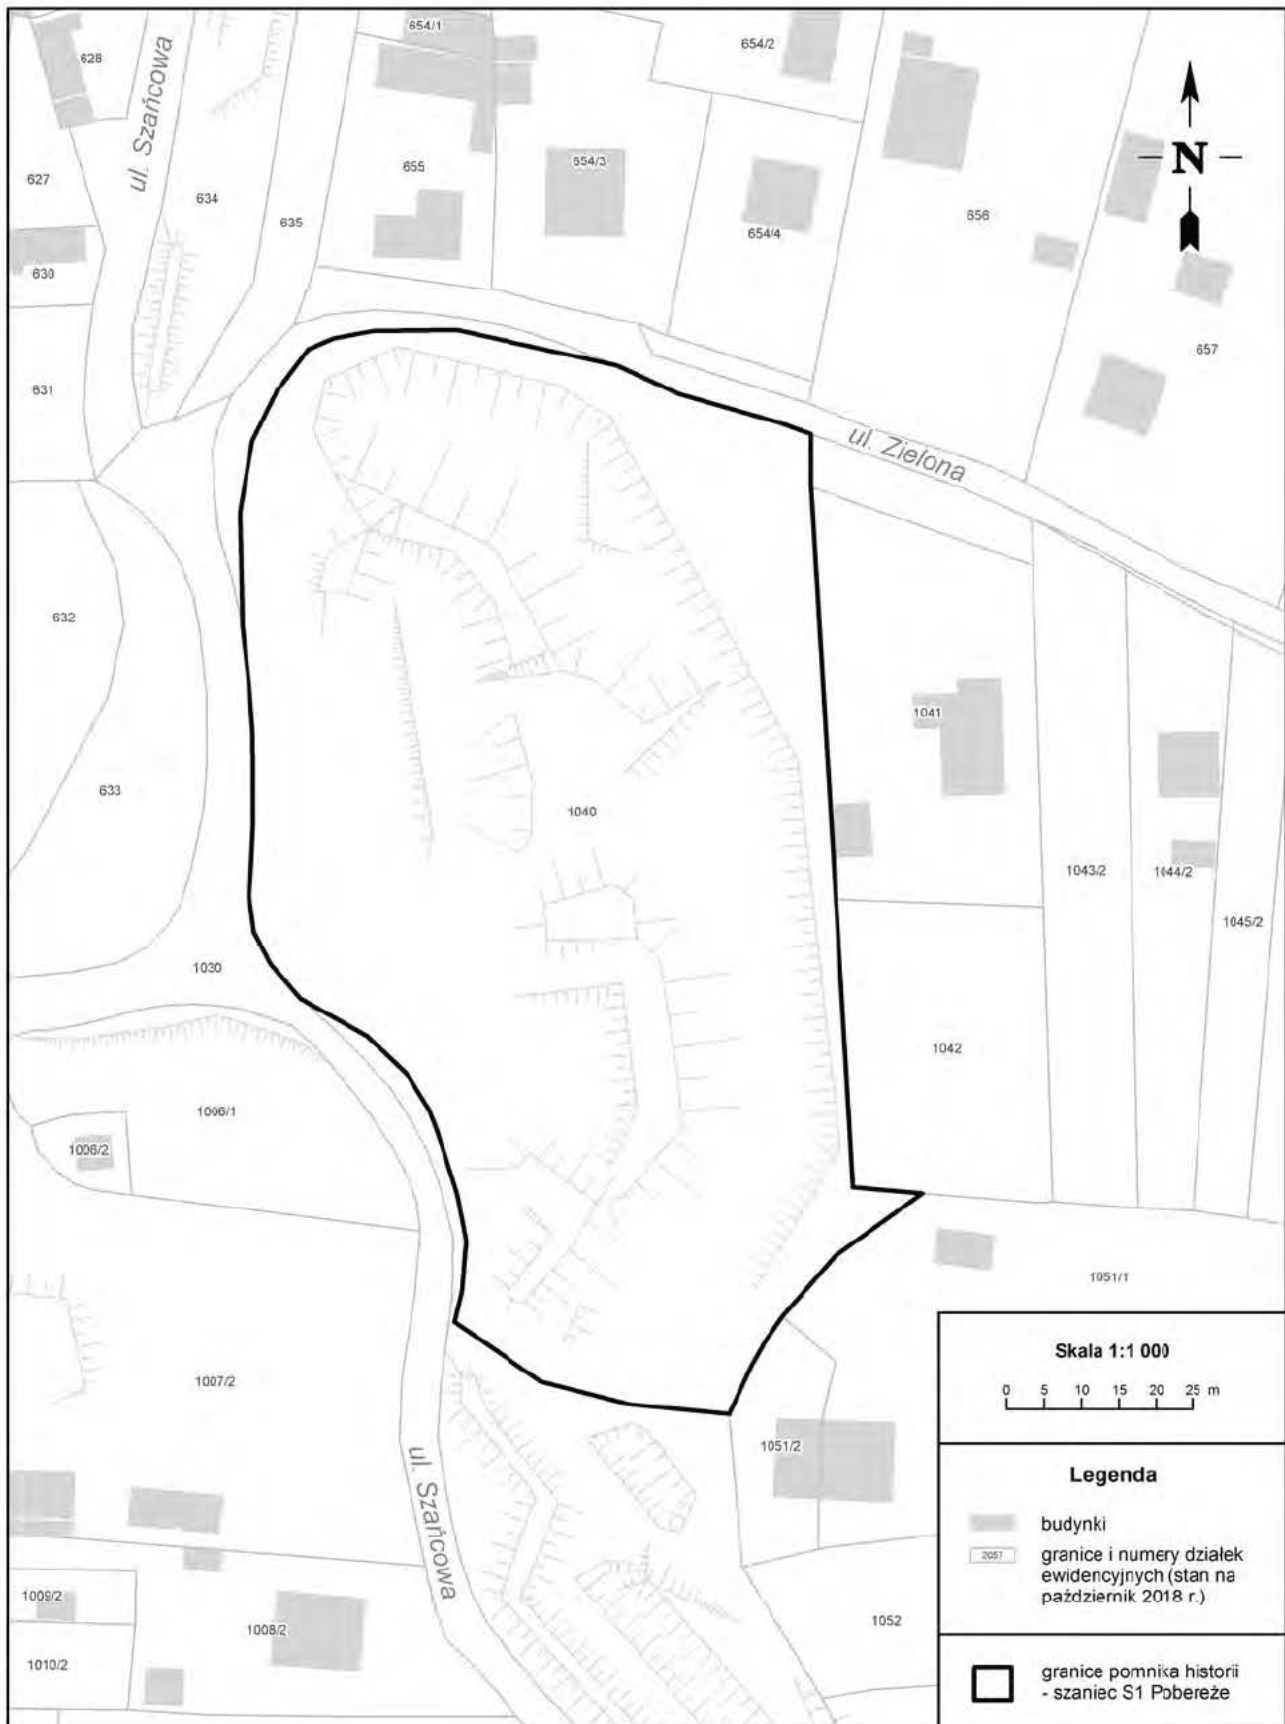 654/1
654/2
628
ul. Szańcowa
N
655
654/3
627
634
635
654/4
656
630
657
631
ul. Zielona
632
1041
633
1040
1043/2
1044/2
1045/2
1030
1042
1006/1
1006/2
1051/1
Skala 1:1 000
0 5 10 15 20 25 m
1007/2
1051/2
ul. Szańcowa
Legenda
budynki
2057
granice i numery działek
ewidencyjnych (stan na
październik 2018 r.)
1009/2
1008/2
1052
1010/2
granice pomnika historii
- szaniec S1 Pobereże